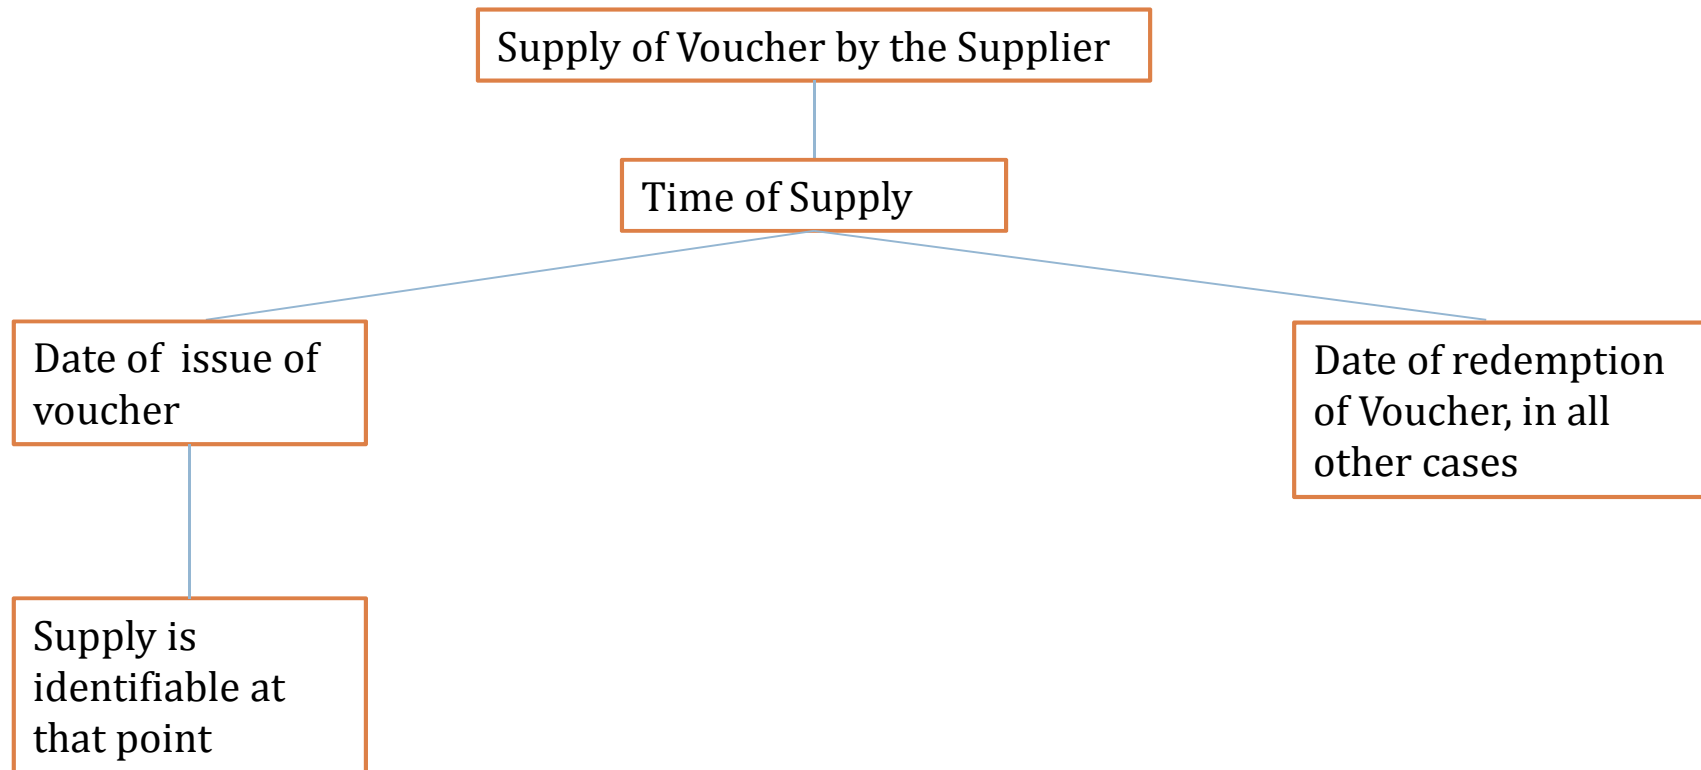 Supply of Voucher by the Supplier
Time of Supply
Date of  issue of
voucher
Date of redemption
of Voucher, in all
other cases
Supply is
identifiable at
that point